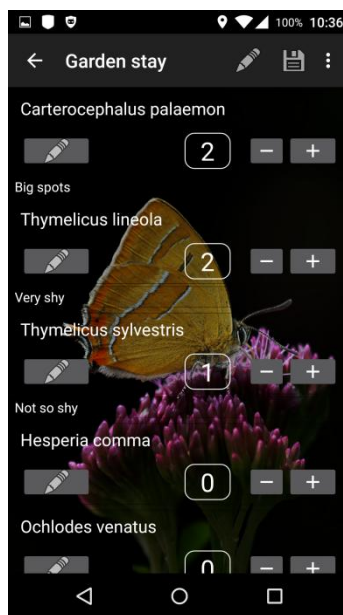 100% 10:36
Garden stay
Carterocephalus palaemon
2 − +
Big spots
Thymelicus lineola
2 − +
Very shy
Thymelicus sylvestris
1 − +
Not so shy
Hesperia comma
0 − +
Ochlodes venatus
0 − +